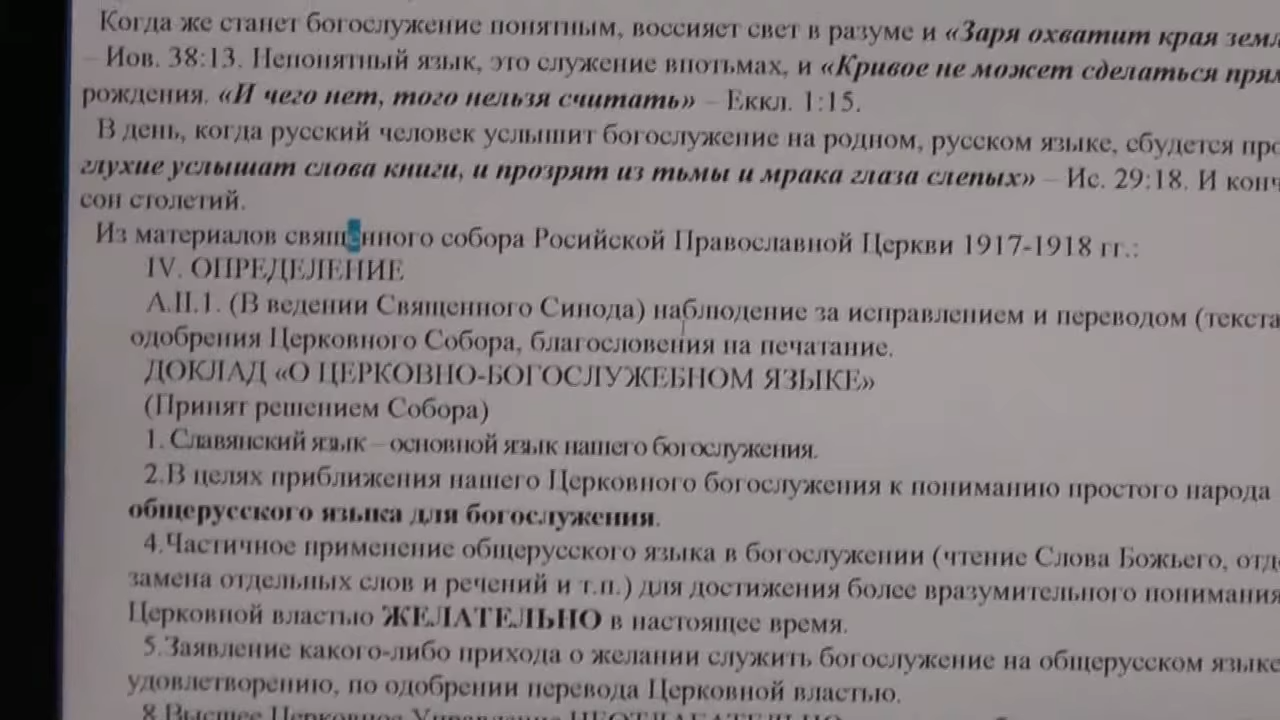 Когда же станет богослужение понятным, воссияет свет в разуме и «Заря охватит края
– Иов. 38:13. Непонятный язык, это служение впотьмах, и «Кривое не может сделаться
рождения. «И чего нет, того нельзя считать» – Еккл. 1:15.
В день, когда русский человек услышит богослужение на родном, русском языке, сбудется
глухие услышат слова книги, и прозрят из тьмы и мрака глаза слепых» – Ис. 29:18. И
сон столетий.
Из материалов священного собора Росийской Православной Церкви 1917-1918 гг.:
IV. ОПРЕДЕЛЕНИЕ
А.II.1. (В ведении Священного Синода) наблюдение за исправлением и переводом (текста
одобрения Церковного Собора, благословения на печатание.
ДОКЛАД «О ЦЕРКОВНО-БОГОСЛУЖЕБНОМ ЯЗЫКЕ»
(Принят решением Собора)
1. Славянский язык – основной язык нашего богослужения.
2.В целях приближения нашего Церковного богослужения к пониманию простого народа
общерусского языка для богослужения.
4.Частичное применение общерусского языка в богослужении (чтение Слова Божьего,
замена отдельных слов и речений и т.п.) для достижения более вразумительного понимания
Церковной властью ЖЕЛАТЕЛЬНО в настоящее время.
5.Заявление какого-либо прихода о желании служить богослужение на общерусском языке
удовлетворению, по одобрении перевода Церковной властью.
8.Высшее Церковное Управление